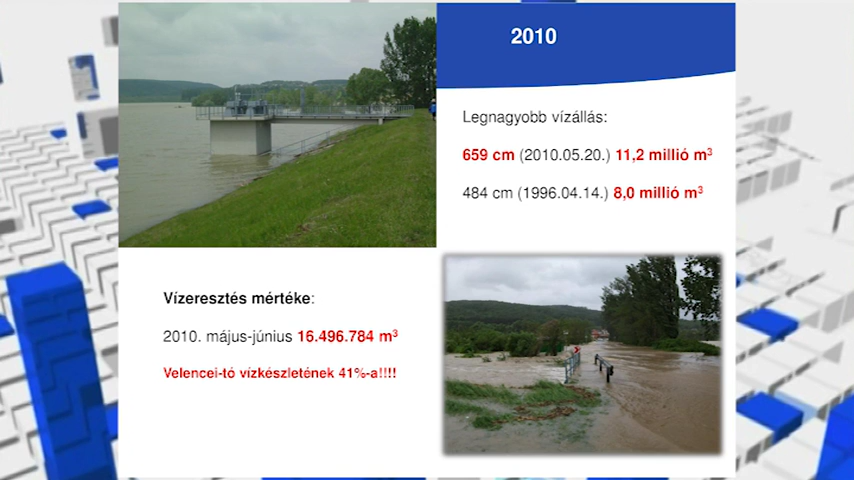 2010
Legnagyobb vízállás:
659 cm (2010.05.20.) 11,2 millió m³
484 cm (1996.04.14.) 8,0 millió m³
Vízeresztés mértéke:
2010. május-június 16.496.784 m³
Velencei-tó vízkészletének 41%-a!!!!